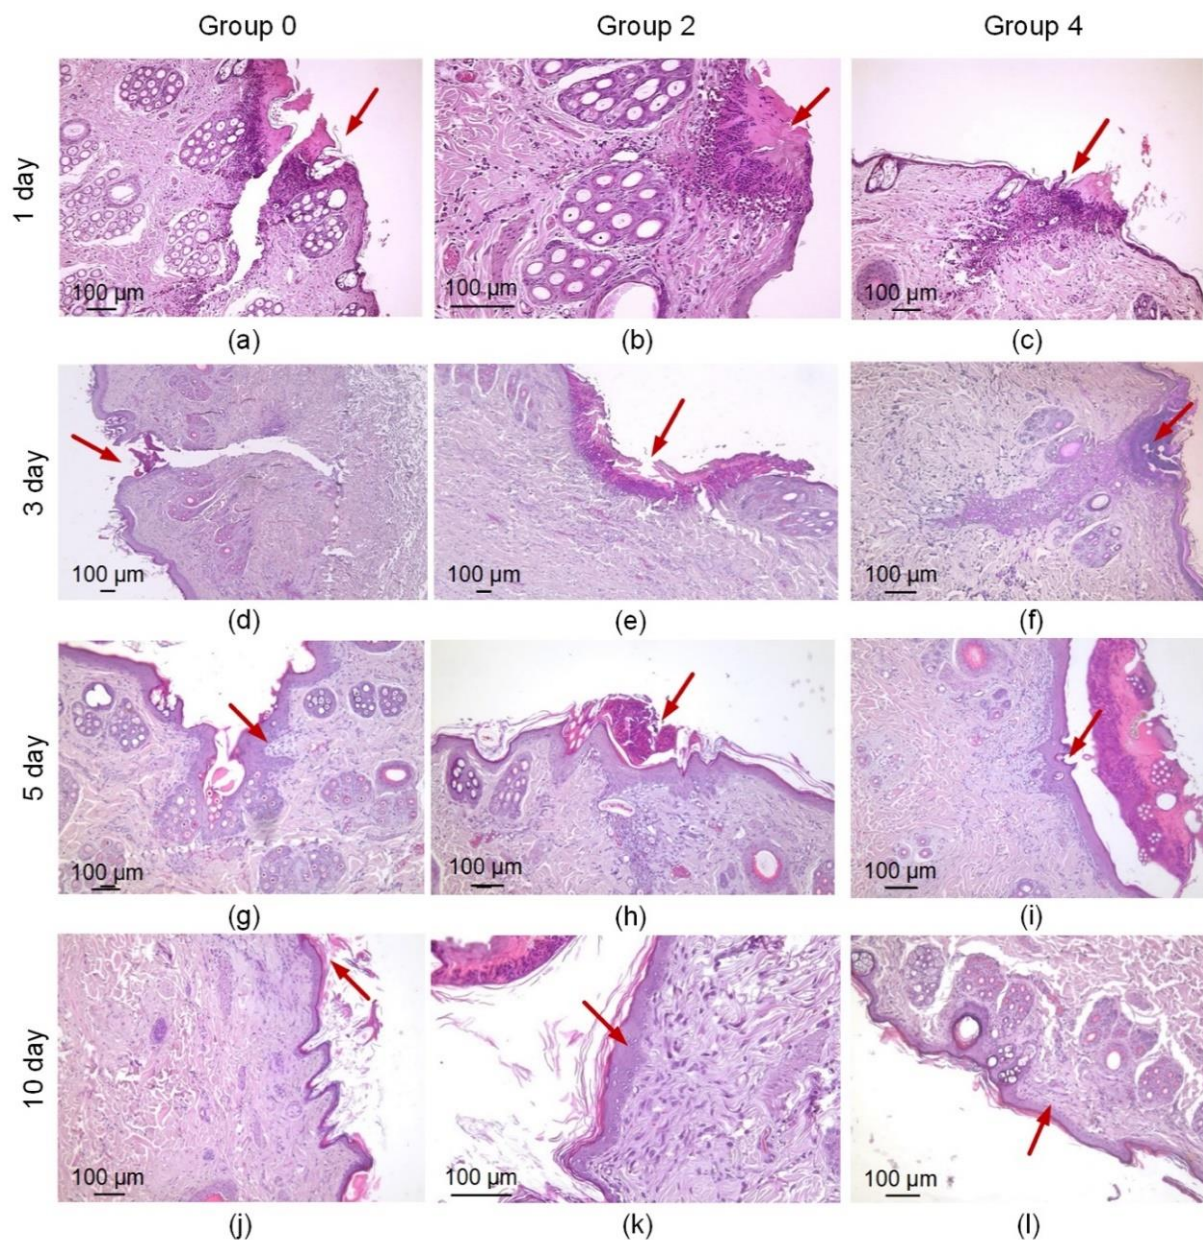 Group 0 Group 2 Group 4
1 day
100 µm 100 µm 100 µm
(a) (b) (c)
3 day
100 µm 100 µm 100 µm
(d) (e) (f)
5 day
100 µm 100 µm 100 µm
(g) (h) (i)
10 day
100 µm 100 µm 100 µm
(j) (k) (l)